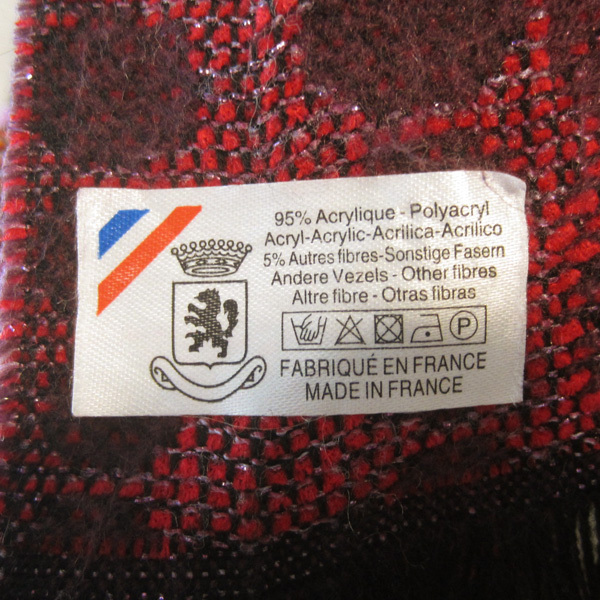 95% Acrylique - Polyacryl
Acryl-Acrylic-Acrilica-Acrilico
5% Autres fibres-Sonstige Fasern
Andere Vezels - Other fibres
Altre fibre - Otras fibras
P
FABRIQUÉ EN FRANCE
MADE IN FRANCE